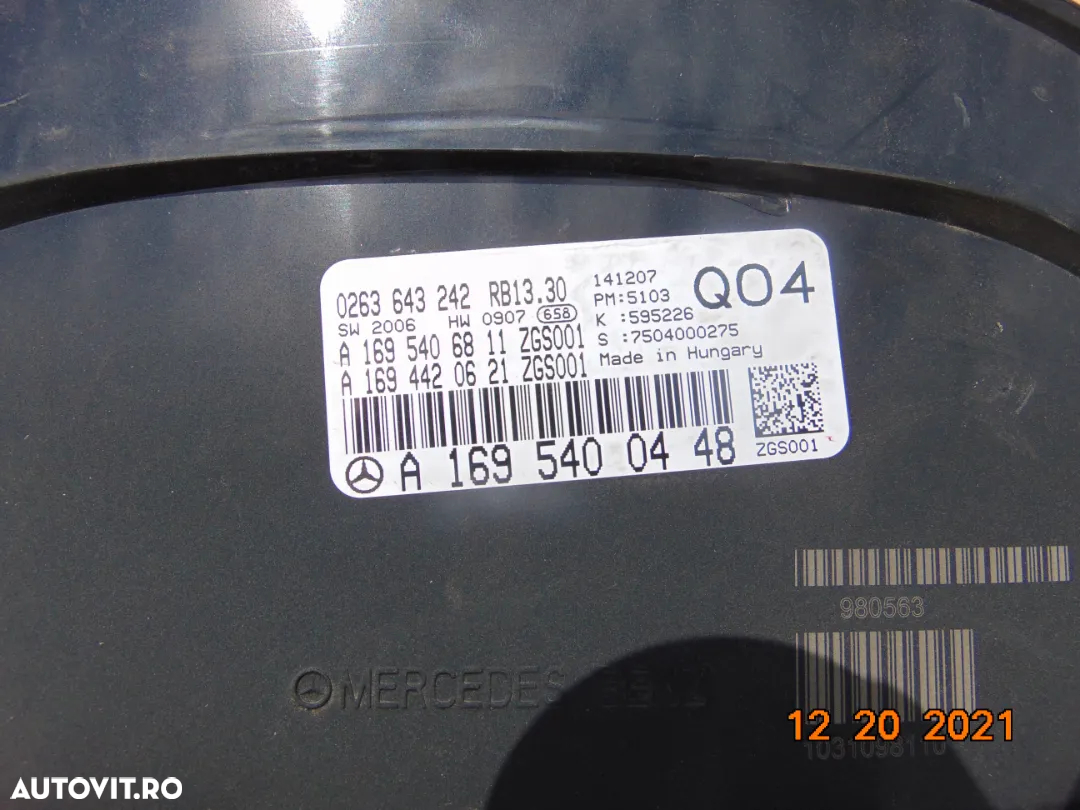 0263 643 242 RB13.30
SW 2006 HW 0907 658
A 169 540 68 11 ZGS001
A 169 442 06 21 ZGS001
141207
PM:5103
K :595226
S :7504000275
Made in Hungary
Q04
ZGS001
A 169 540 04 48
980563
MERCEDES
12 20 2021
AUTOVIT.RO